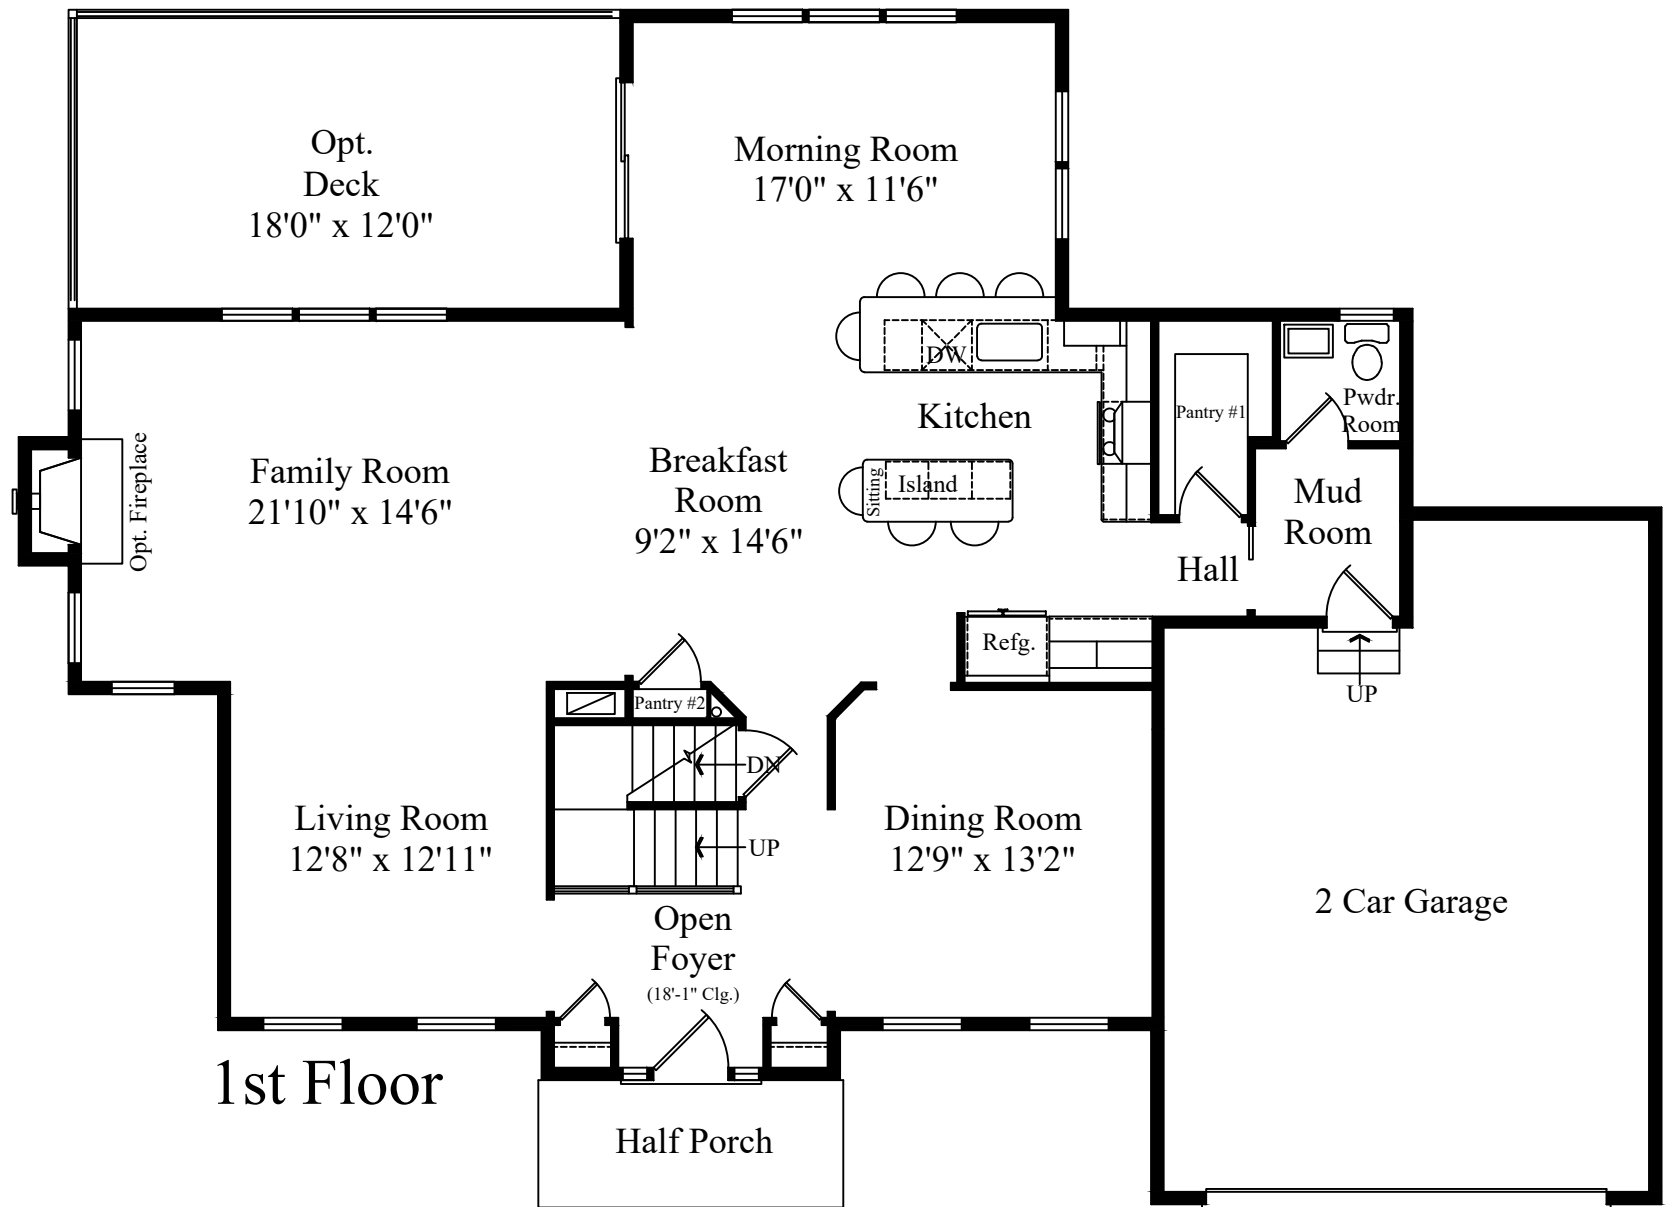 Opt.
Deck
18'0" x 12'0"
Morning Room
17'0" x 11'6"
DW
Kitchen
Pantry #1
Pwdr.
Room
Family Room
21'10" x 14'6"
Opt. Fireplace
Breakfast
Room
9'2" x 14'6"
Sitting
Island
Mud
Room
Hall
Refg.
UP
Pantry #2
DN
UP
Living Room
12'8" x 12'11"
Dining Room
12'9" x 13'2"
2 Car Garage
Open
Foyer
(18'-1" Clg.)
1st Floor
Half Porch